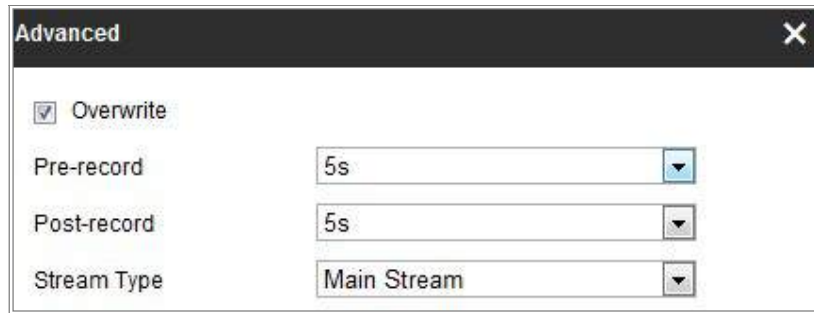 Advanced
Overwrite
Pre-record 5s
Post-record 5s
Stream Type Main Stream